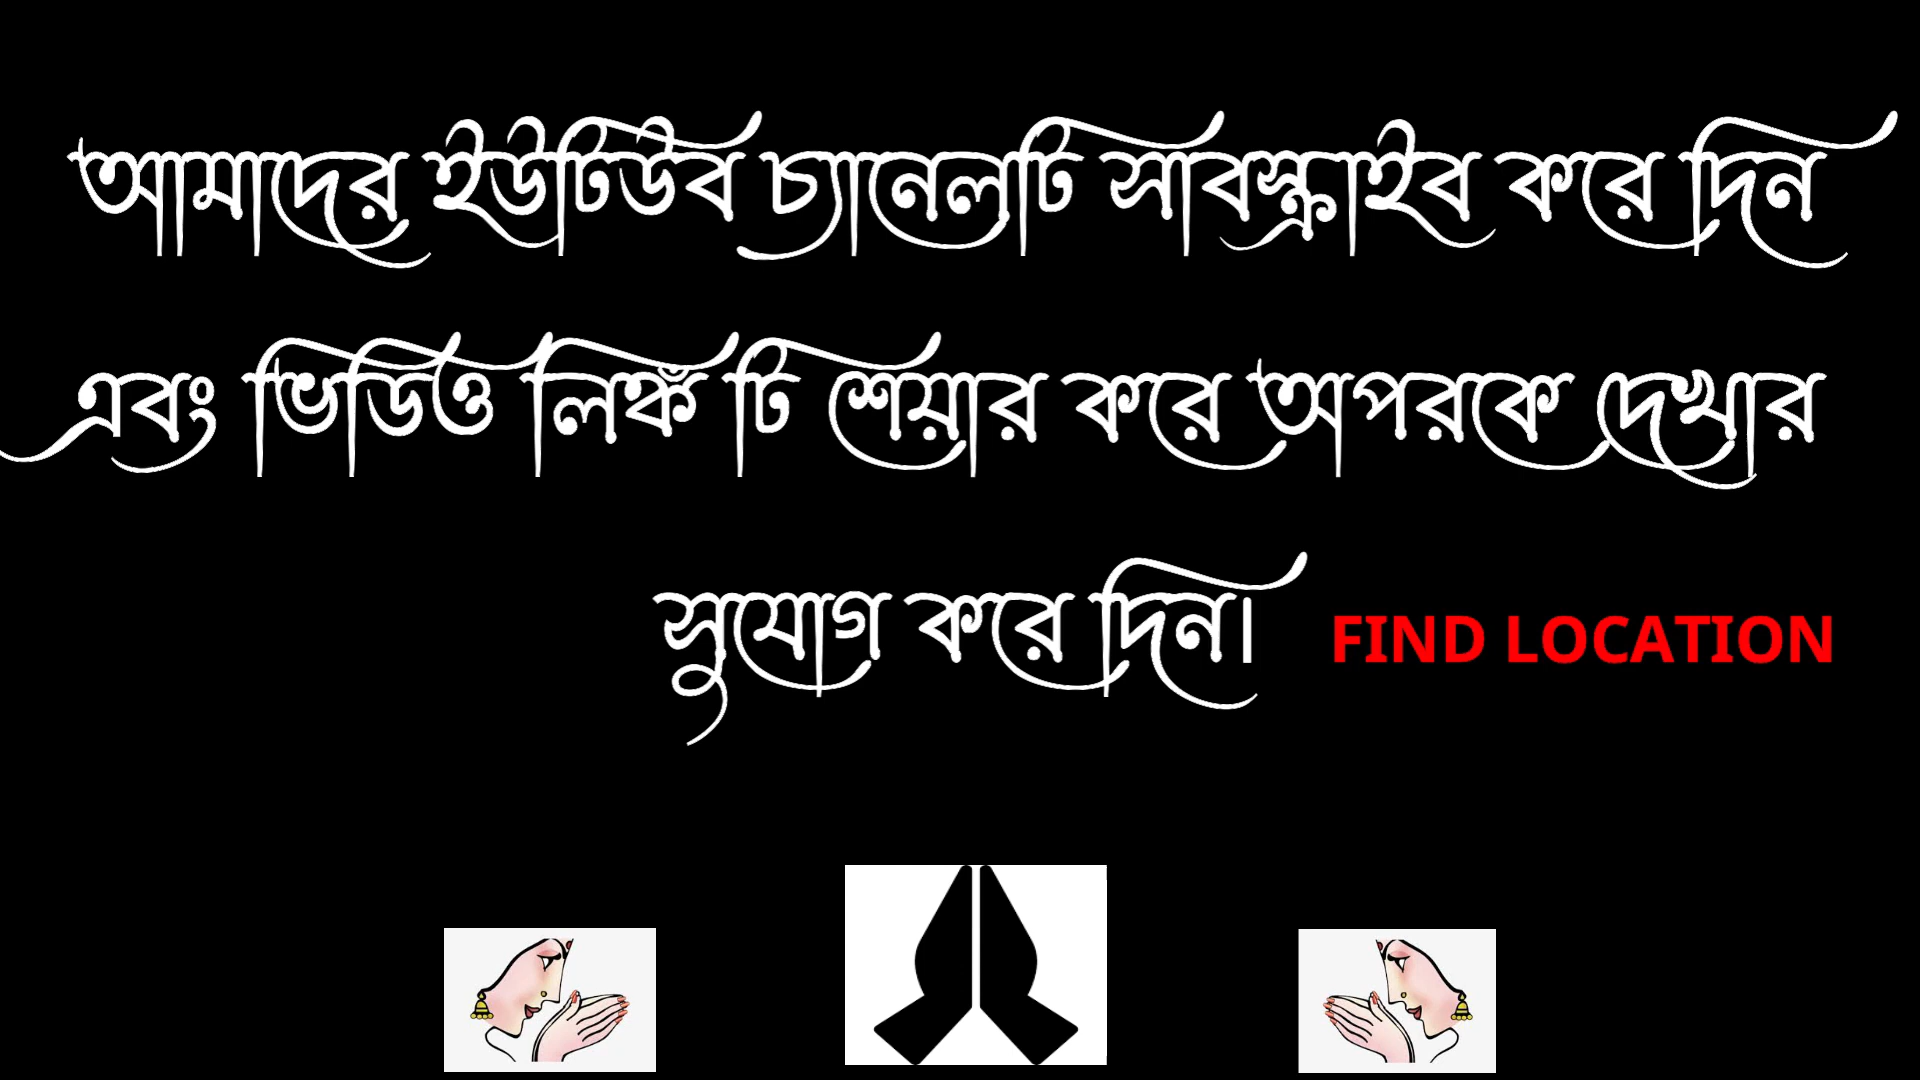 আমাদের ইউটিউব চ্যানেলটি সাবস্ক্রাইব করে দিন
এবং ভিডিও লিঙ্কঁ টি শেয়ার করে অপরকে দেখার
সুযোগ করে দিন। FIND LOCATION